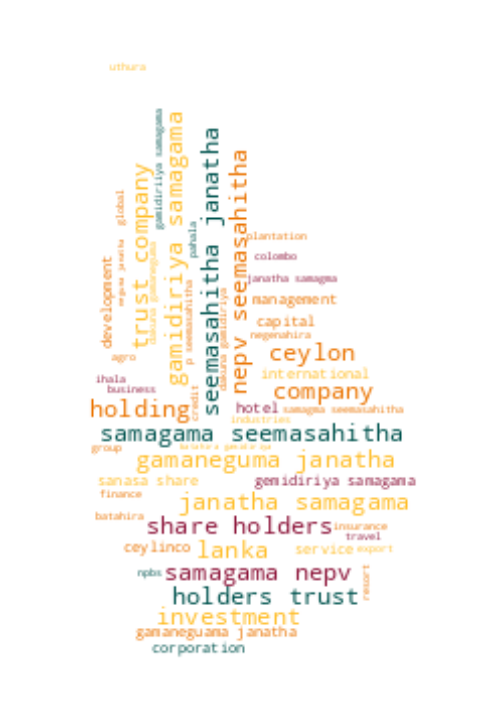 uthura
gamidiriya samagama
gamidiriya samagama
seemasahitha janatha
nepv seemasahitha
trust company
global
pahala
development
plantation
colombo
janatha samagma
management
capital
negenahira
p seemasahitha
agro
ceylon
international
ihala
business
company
credit
holding
hotel
samagma seemasahitha
industries
samagama seemasahitha
group
gamaneguma janatha
sanasa share
gemidiriya samagama
finance
janatha samagama
batahira
share holders
insurance
travel
ceylinco
lanka
service
export
npbs
samagama nepv
resort
holders trust
investment
gamaneguama janatha
corporation